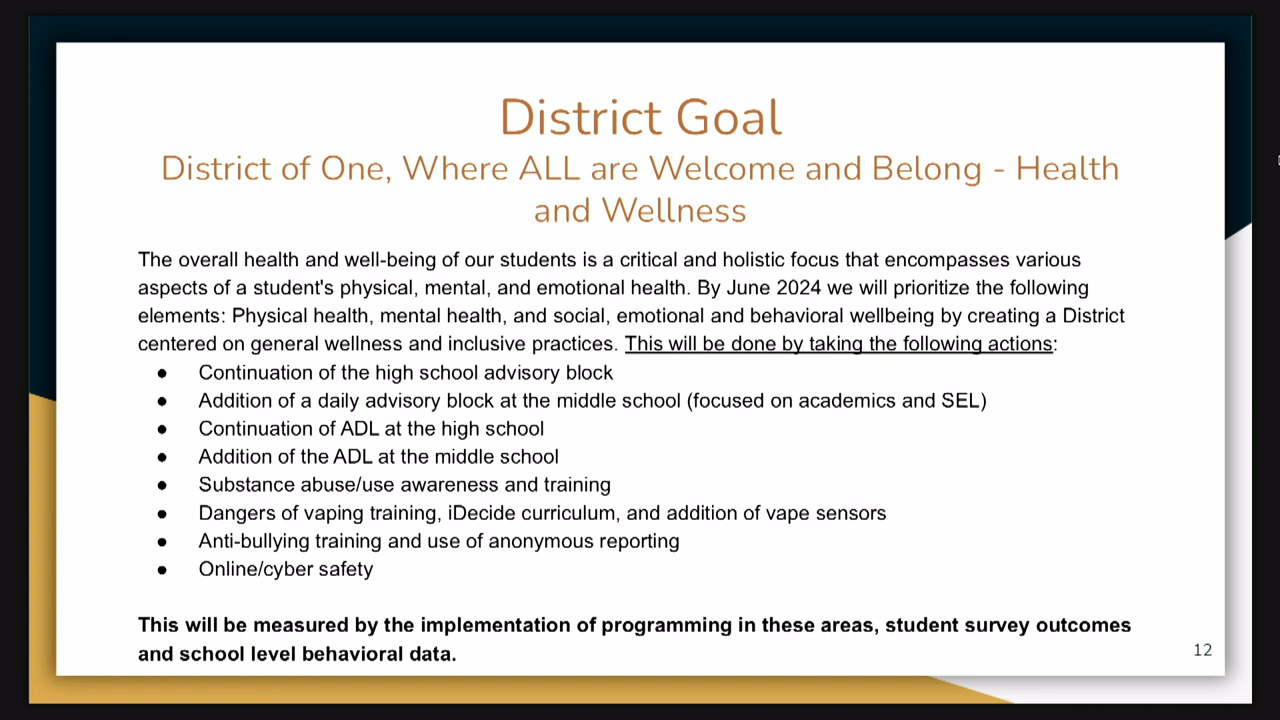 District Goal
District of One, Where ALL are Welcome and Belong - Health
and Wellness
The overall health and well-being of our students is a critical and holistic focus that encompasses various
aspects of a student's physical, mental, and emotional health. By June 2024 we will prioritize the following
elements: Physical health, mental health, and social, emotional and behavioral wellbeing by creating a District
centered on general wellness and inclusive practices. This will be done by taking the following actions:
● Continuation of the high school advisory block
● Addition of a daily advisory block at the middle school (focused on academics and SEL)
● Continuation of ADL at the high school
● Addition of the ADL at the middle school
● Substance abuse/use awareness and training
● Dangers of vaping training, iDecide curriculum, and addition of vape sensors
● Anti-bullying training and use of anonymous reporting
● Online/cyber safety
This will be measured by the implementation of programming in these areas, student survey outcomes
and school level behavioral data.
12